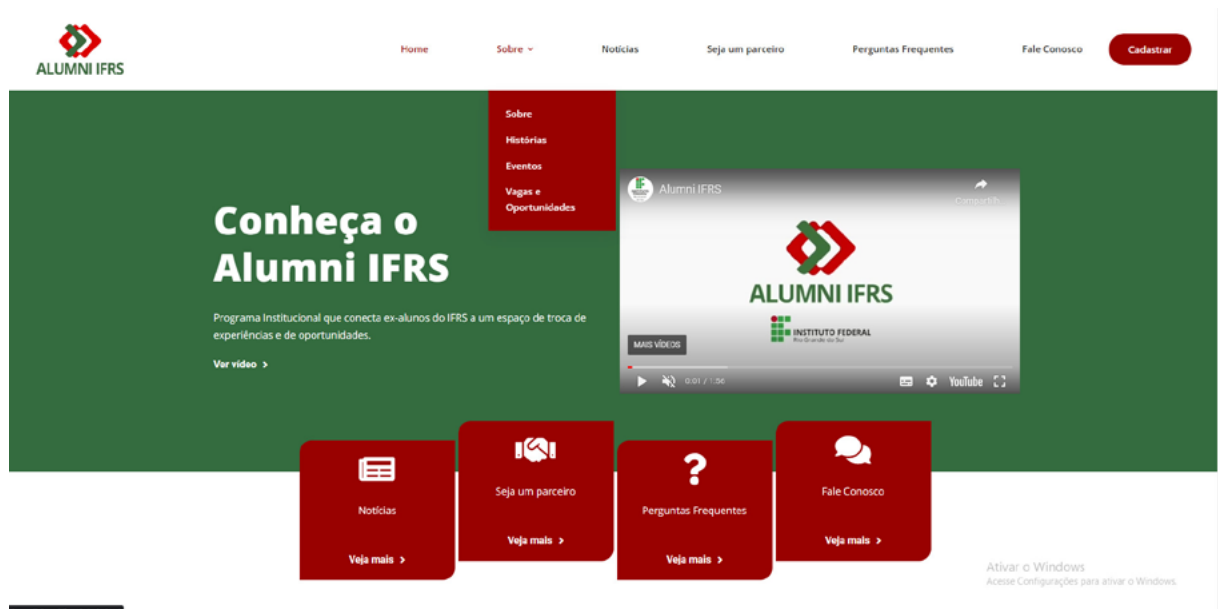 ALUMNI IFRS
Home
Sobre
Notícias
Seja um parceiro
Perguntas Frequentes
Fale Conosco
Cadastrar
Sobre
Histórias
Eventos
Vagas e
Oportunidades
Conheça o
Alumni IFRS
Programa Institucional que conecta ex-alunos do IFRS a um espaço de troca de
experiências e de oportunidades.
Ver vídeo >
Alumni IFRS
Compartilh
ALUMNI IFRS
INSTITUTO FEDERAL
Rio Grande do Sul
MAIS VÍDEOS
0:01 / 1:56
YouTube
Notícias
Veja mais >
Seja um parceiro
Veja mais >
Perguntas Frequentes
Veja mais >
Fale Conosco
Veja mais >
Ativar o Windows
Acesse Configurações para ativar o Windows.